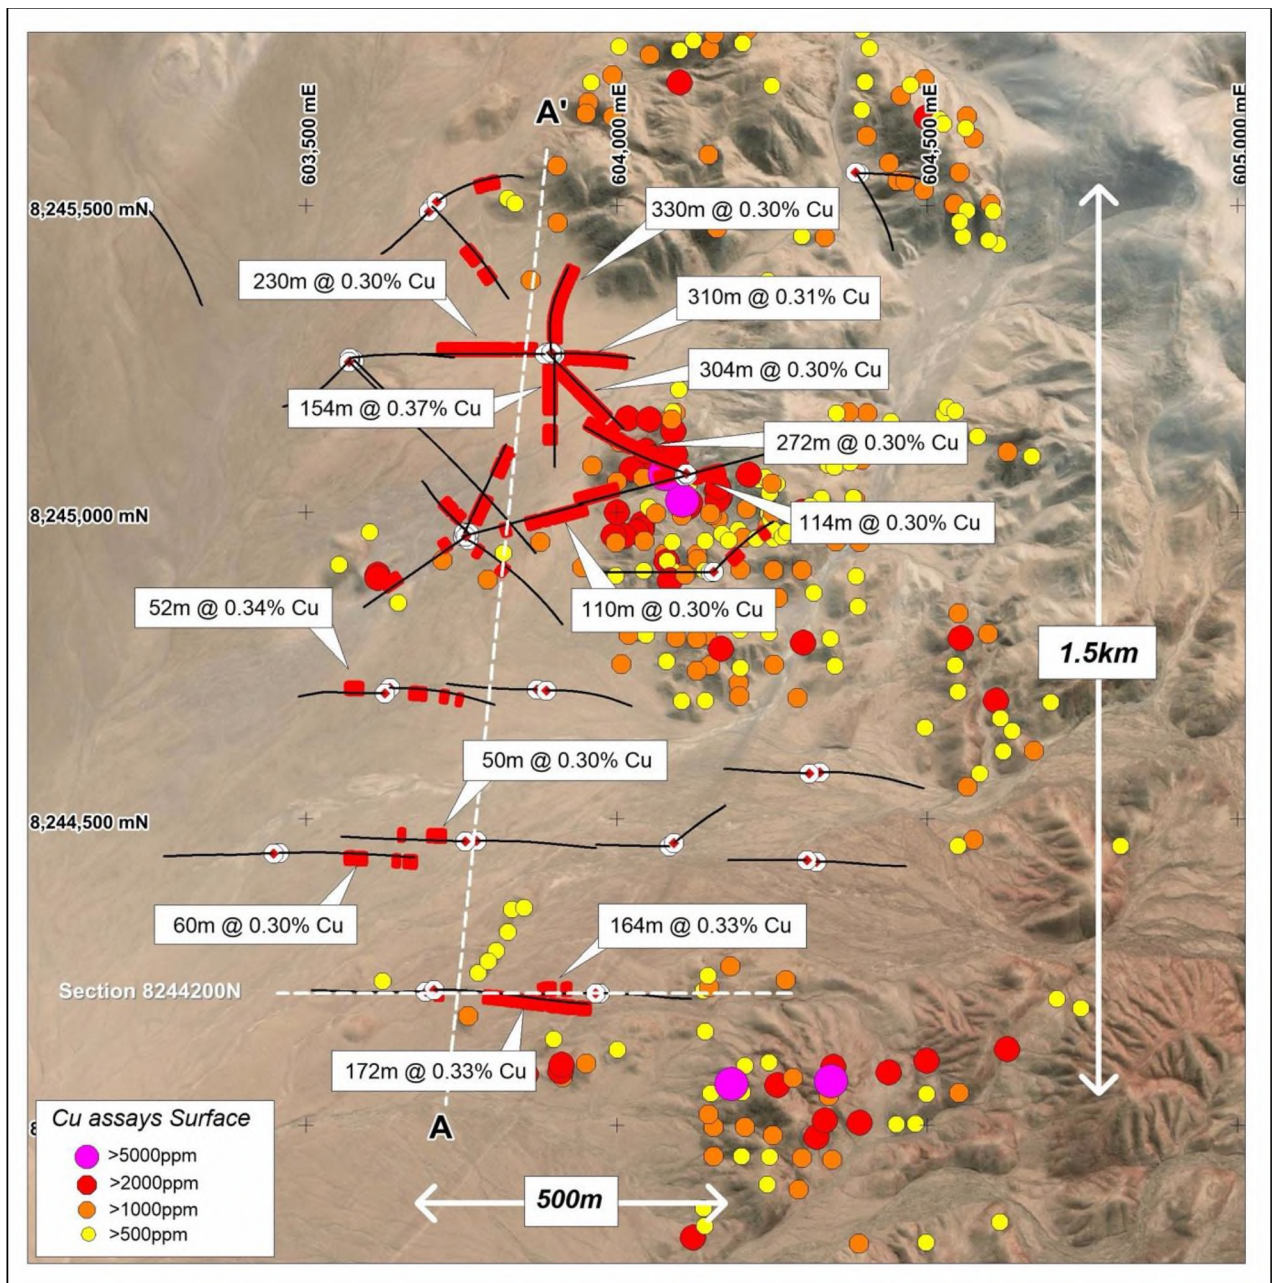 A'
603,500 mE
604,000 mE
604,500 mE
605,000 mE
8,245,500 mN
330m @ 0.30% Cu
230m @ 0.30% Cu
310m @ 0.31% Cu
304m @ 0.30% Cu
154m @ 0.37% Cu
272m @ 0.30% Cu
8,245,000 mN
114m @ 0.30% Cu
52m @ 0.34% Cu
110m @ 0.30% Cu
1.5km
50m @ 0.30% Cu
8,244,500 mN
60m @ 0.30% Cu
164m @ 0.33% Cu
Section 8244200N
172m @ 0.33% Cu
A
500m
Cu assays Surface
>5000ppm
>2000ppm
>1000ppm
>500ppm